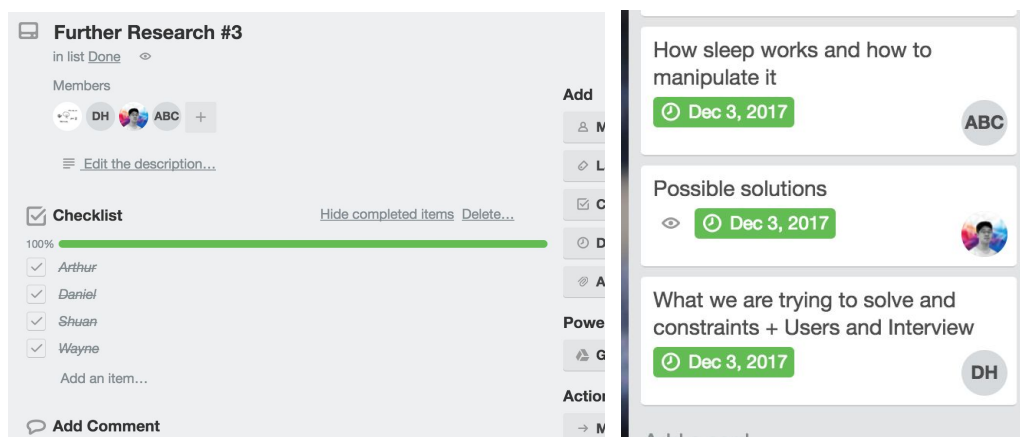 Further Research #3
in list Done
Members
DH
ABC
+
Edit the description…
Checklist
Hide completed items Delete…
100%
Arthur
Daniel
Shuan
Wayne
Add an item…
Add Comment
Add
M
L
C
D
A
Powe
G
Action
M
How sleep works and how to
manipulate it
Dec 3, 2017
ABC
Possible solutions
Dec 3, 2017
What we are trying to solve and
constraints + Users and Interview
Dec 3, 2017
DH